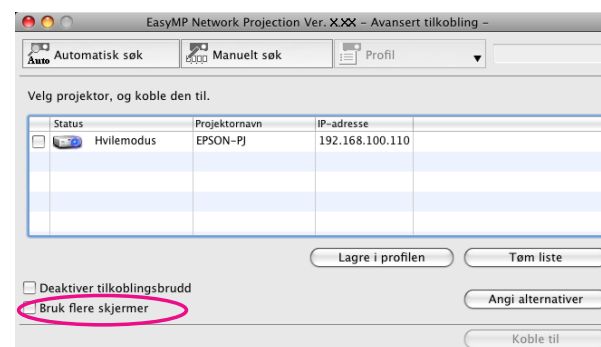 EasyMP Network Projection Ver. X.XX – Avansert tilkobling –
Auto Automatisk søk Manuelt søk Profil
Velg projektor, og koble den til.
Status Projektornavn IP-adresse
Hvilemodus EPSON-PJ 192.168.100.110
Lagre i profilen Tøm liste
Deaktiver tilkoblingsbrudd
Bruk flere skjermer
Angi alternativer
Koble til